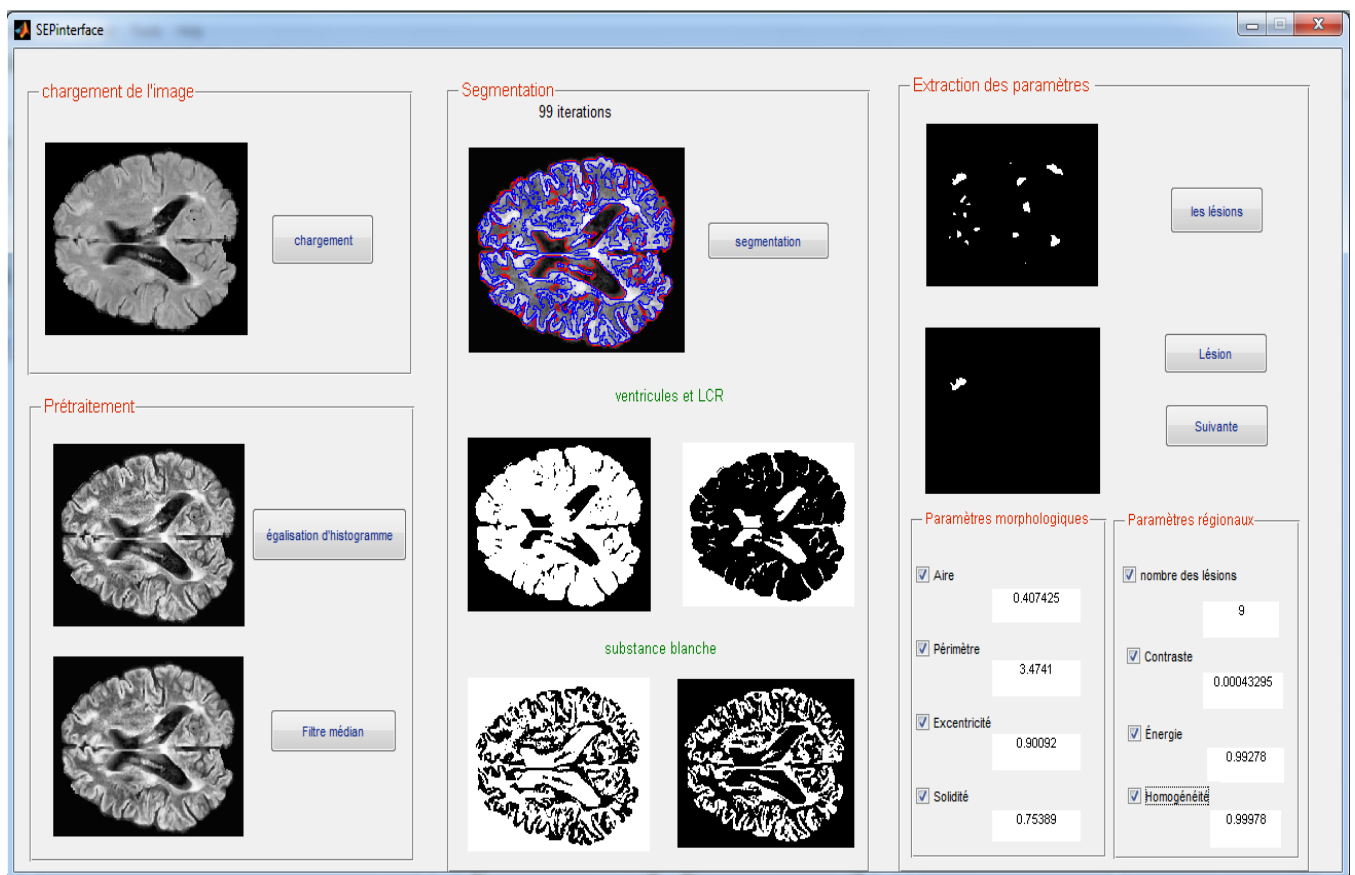 SEPinterface
chargement de l'image
chargement
Prétraitement
égalisation d'histogramme
Filtre médian
Segmentation
99 iterations
segmentation
ventricules et LCR
substance blanche
Extraction des paramètres
les lésions
Lésion
Suivante
Paramètres morphologiques
Aire
0.407425
Périmètre
3.4741
Excentricité
0.90092
Solidité
0.75389
Paramètres régionaux
nombre des lésions
9
Contraste
0.00043295
Énergie
0.99278
Homogénéité
0.99978